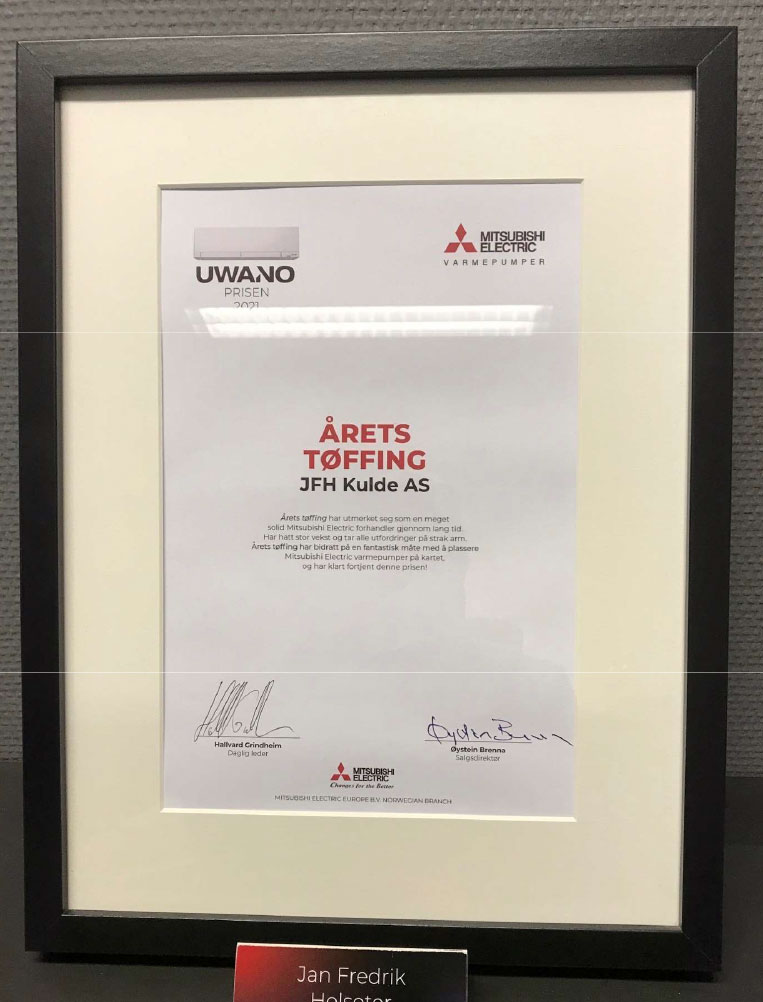 UWANO
PRISEN
2021
MITSUBISHI
ELECTRIC
VARMEPUMPER
ÅRETS
TØFFING
JFH Kulde AS
Årets tøffing har utmerket seg som en meget
solid Mitsubishi Electric forhandler gjennom lang tid.
Har hatt stor vekst og tar alle utfordringer på strak arm.
Årets tøffing har bidratt på en fantastisk måte med å plassere
Mitsubishi Electric varmepumper på kartet,
og har klart fortjent denne prisen!
Øystein Brenna
Hallvard Grindheim
Daglig leder
Øystein Brenna
Salgsdirektør
MITSUBISHI
ELECTRIC
Changes for the Better
MITSUBISHI ELECTRIC EUROPE B.V. NORWEGIAN BRANCH
Jan Fredrik
Holseter